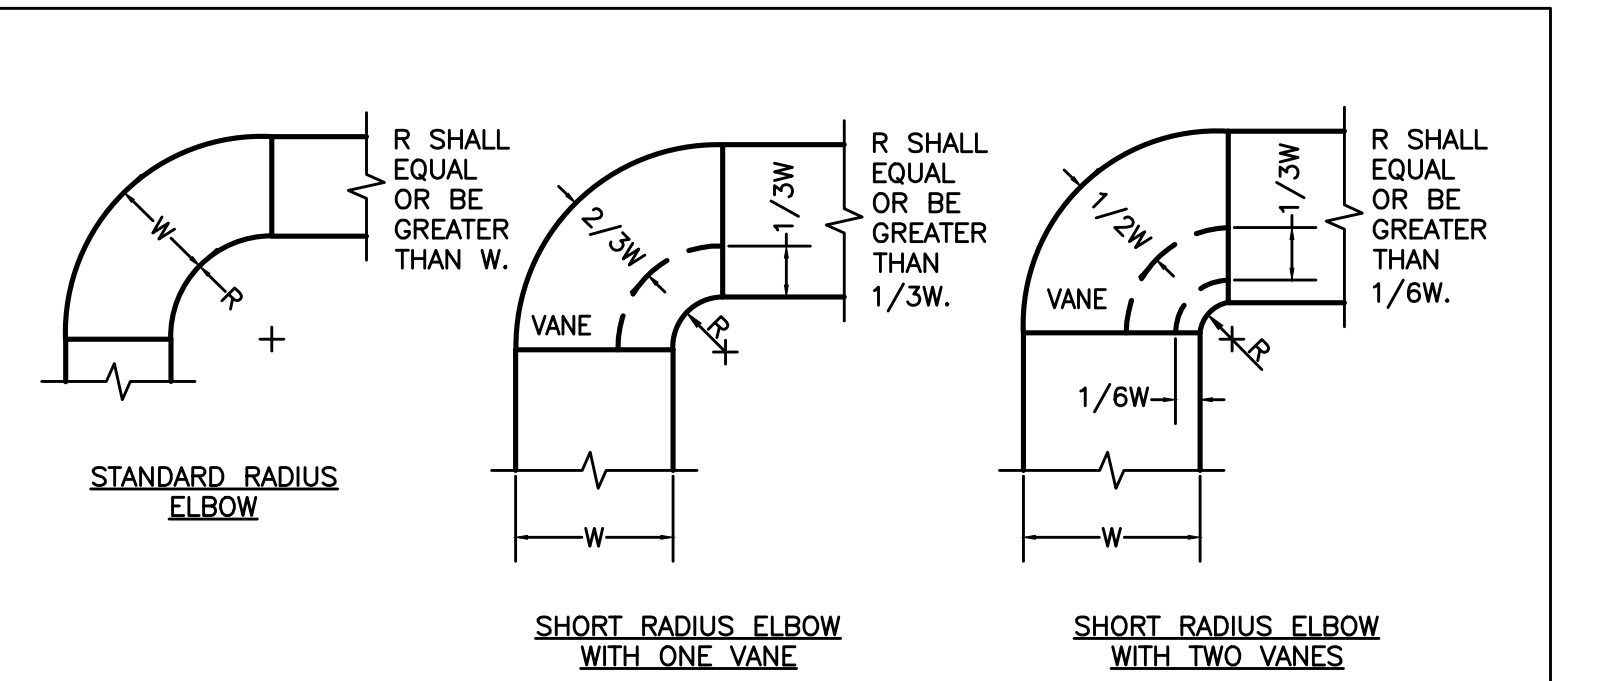 R SHALL
EQUAL
OR BE
GREATER
THAN W.
W
R
STANDARD RADIUS
ELBOW
R SHALL
EQUAL
OR BE
GREATER
THAN
1/3W.
1/3W
2/3W
VANE
R
W
SHORT RADIUS ELBOW
WITH ONE VANE
R SHALL
EQUAL
OR BE
GREATER
THAN
1/6W.
1/3W
1/2W
VANE
R
1/6W
W
SHORT RADIUS ELBOW
WITH TWO VANES